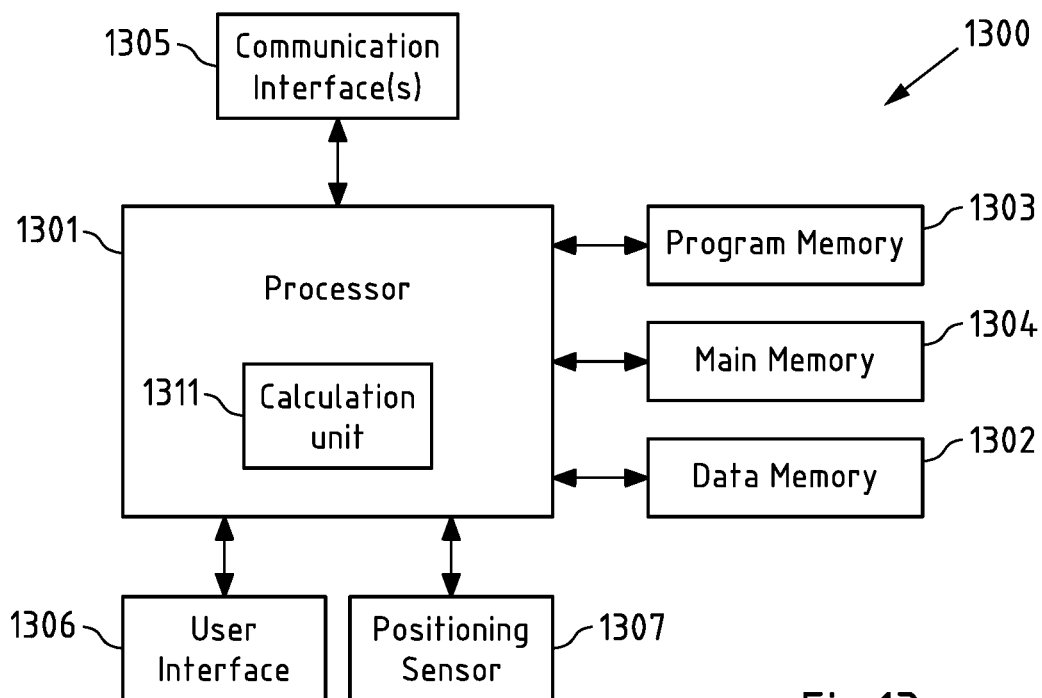 1305
Communication
Interface(s)
1300
1301
Processor
1303
Program Memory
1304
Main Memory
1311
Calculation
unit
1302
Data Memory
1306
User
Interface
Positioning
Sensor
1307